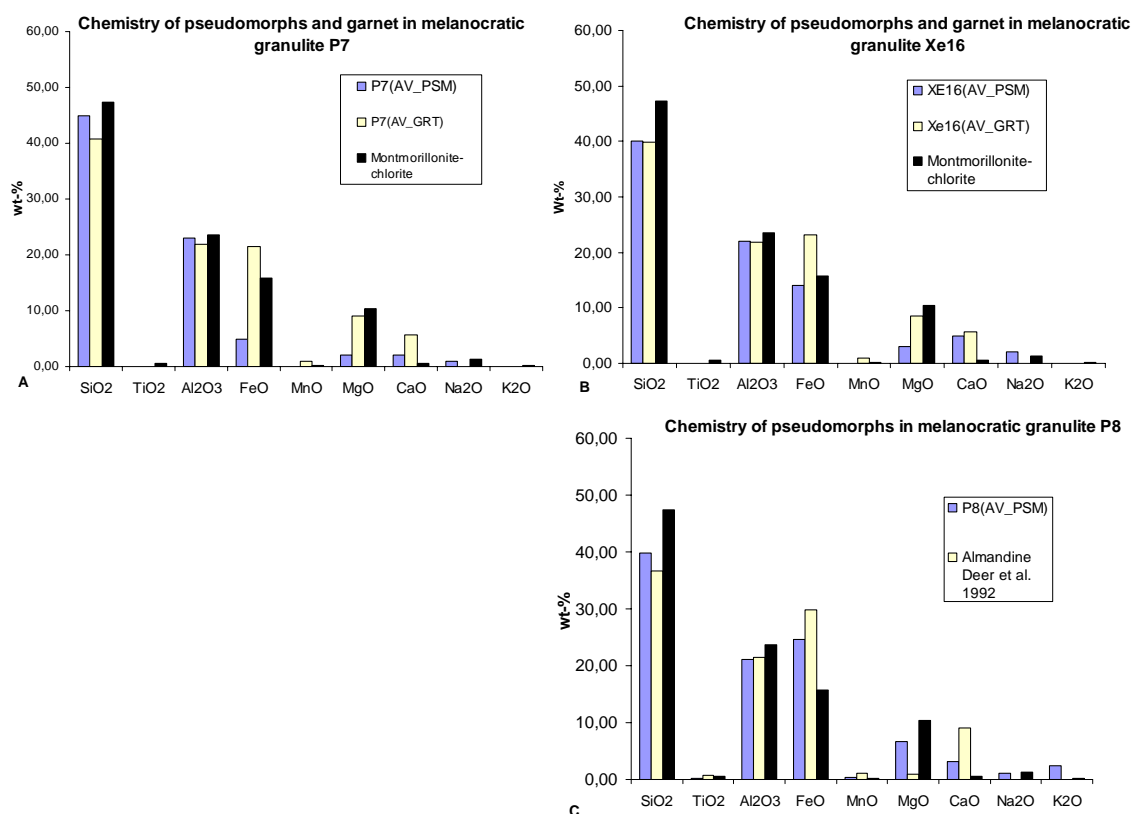 Chemistry of pseudomorphs and garnet in melanocratic
granulite P7
60,00
50,00
40,00
30,00
20,00
10,00
0,00
wt-%
P7(AV_PSM)
P7(AV_GRT)
Montmorillonite-
chlorite
SiO2 TiO2 Al2O3 FeO MnO MgO CaO Na2O K2O
A
Chemistry of pseudomorphs and garnet in melanocratic
granulite Xe16
60,00
50,00
40,00
30,00
20,00
10,00
0,00
Wt-%
XE16(AV_PSM)
Xe16(AV_GRT)
Montmorillonite-
chlorite
SiO2 TiO2 Al2O3 FeO MnO MgO CaO Na2O K2O
B
Chemistry of pseudomorphs in melanocratic granulite P8
60,00
50,00
40,00
30,00
20,00
10,00
0,00
wt-%
P8(AV_PSM)
Almandine
Deer et al.
1992
SiO2 TiO2 Al2O3 FeO MnO MgO CaO Na2O K2O
C